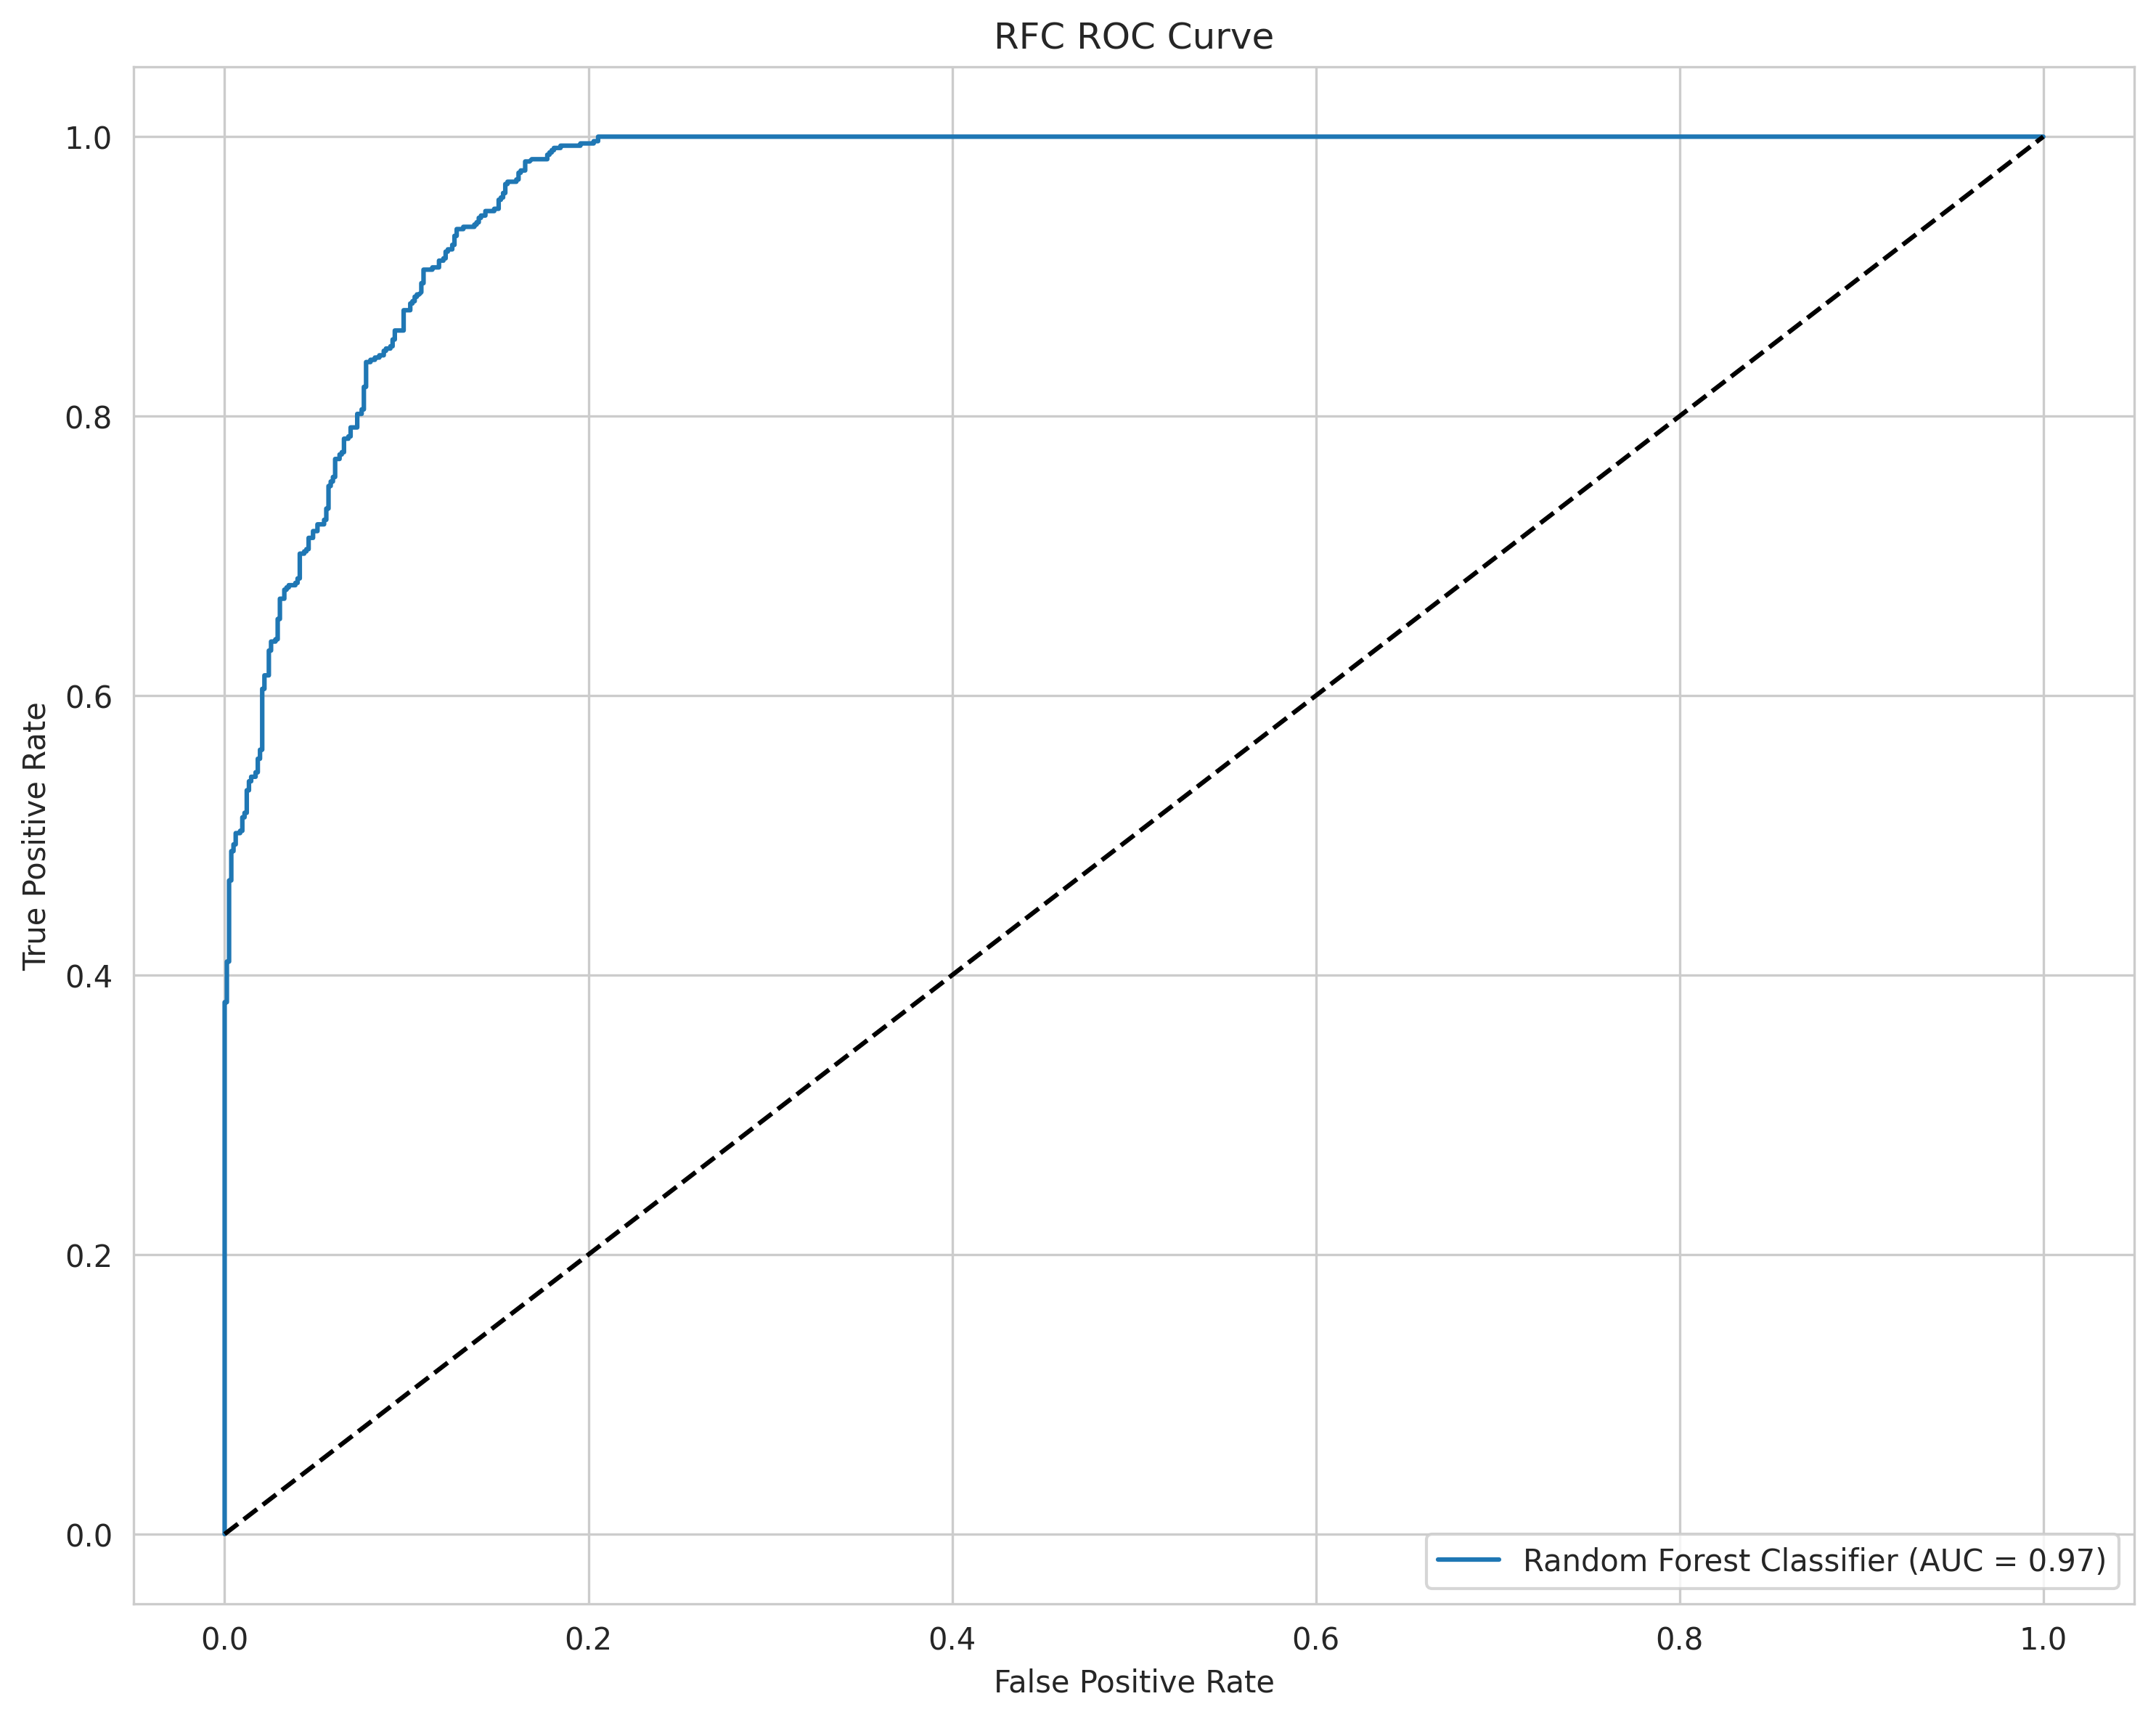 RFC ROC Curve
True Positive Rate
1.0
0.8
0.6
0.4
0.2
0.0
Random Forest Classifier (AUC = 0.97)
0.0 0.2 0.4 0.6 0.8 1.0
False Positive Rate